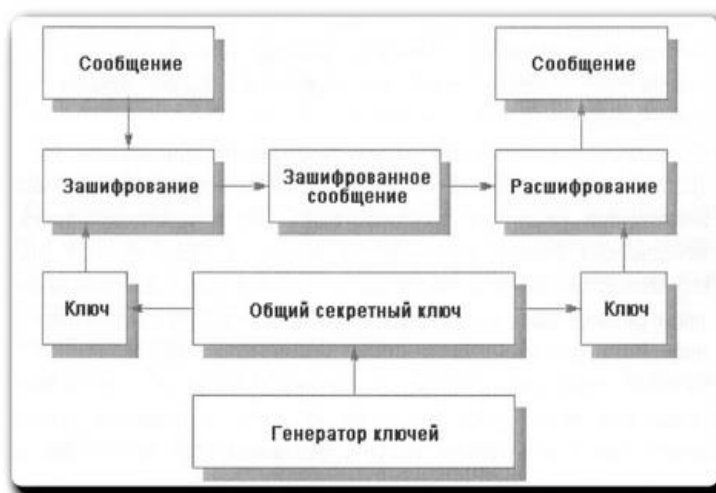 Сообщение
Сообщение
Зашифрование
Зашифрованное
сообщение
Расшифрование
Ключ
Общий секретный ключ
Ключ
Генератор ключей